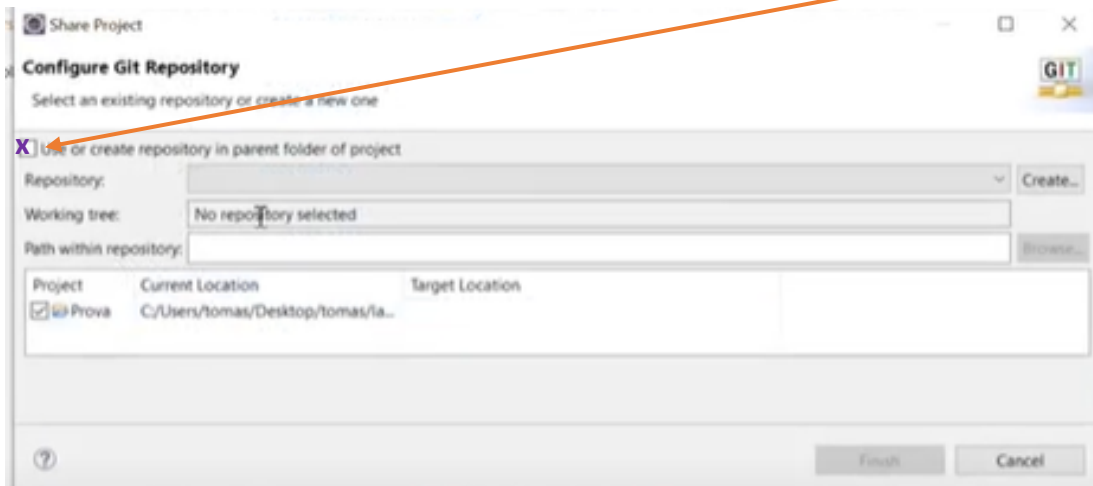 Share Project
Configure Git Repository
GIT
Select an existing repository or create a new one
X Use or create repository in parent folder of project
Repository: Create...
Working tree: No repository selected
Path within repository: Browse...
Project Current Location Target Location
Prova C:/Users/tomas/Desktop/tomas/la...
?
Finish Cancel